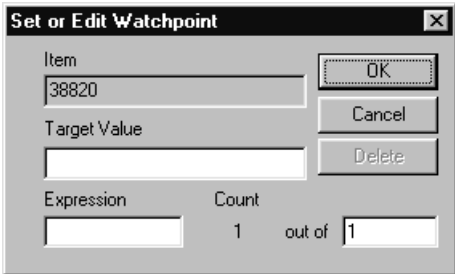 Set or Edit Watchpoint
Item
38820
OK
Target Value
Cancel
Delete
Expression Count
1 out of 1